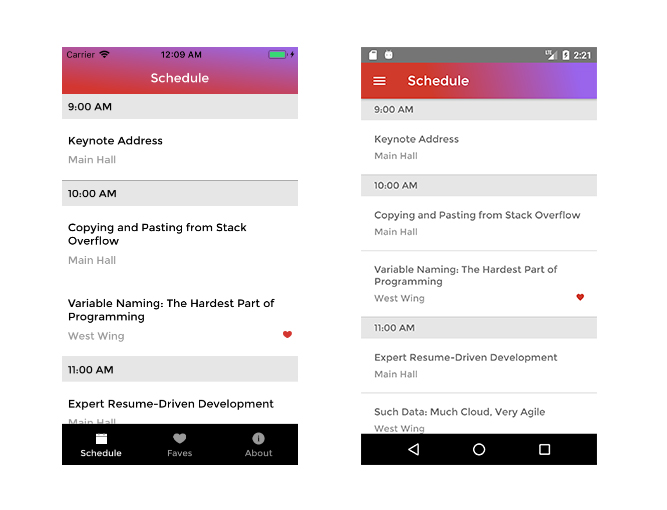 Carrier 12:09 AM
Schedule
9:00 AM
Keynote Address
Main Hall
10:00 AM
Copying and Pasting from Stack
Overflow
Main Hall
Variable Naming: The Hardest Part of
Programming
West Wing
11:00 AM
Expert Resume-Driven Development
Main Hall
Schedule Faves About
LTE 2:21
Schedule
9:00 AM
Keynote Address
Main Hall
10:00 AM
Copying and Pasting from Stack Overflow
Main Hall
Variable Naming: The Hardest Part of
Programming
West Wing
11:00 AM
Expert Resume-Driven Development
Main Hall
Such Data: Much Cloud, Very Agile
West Wing